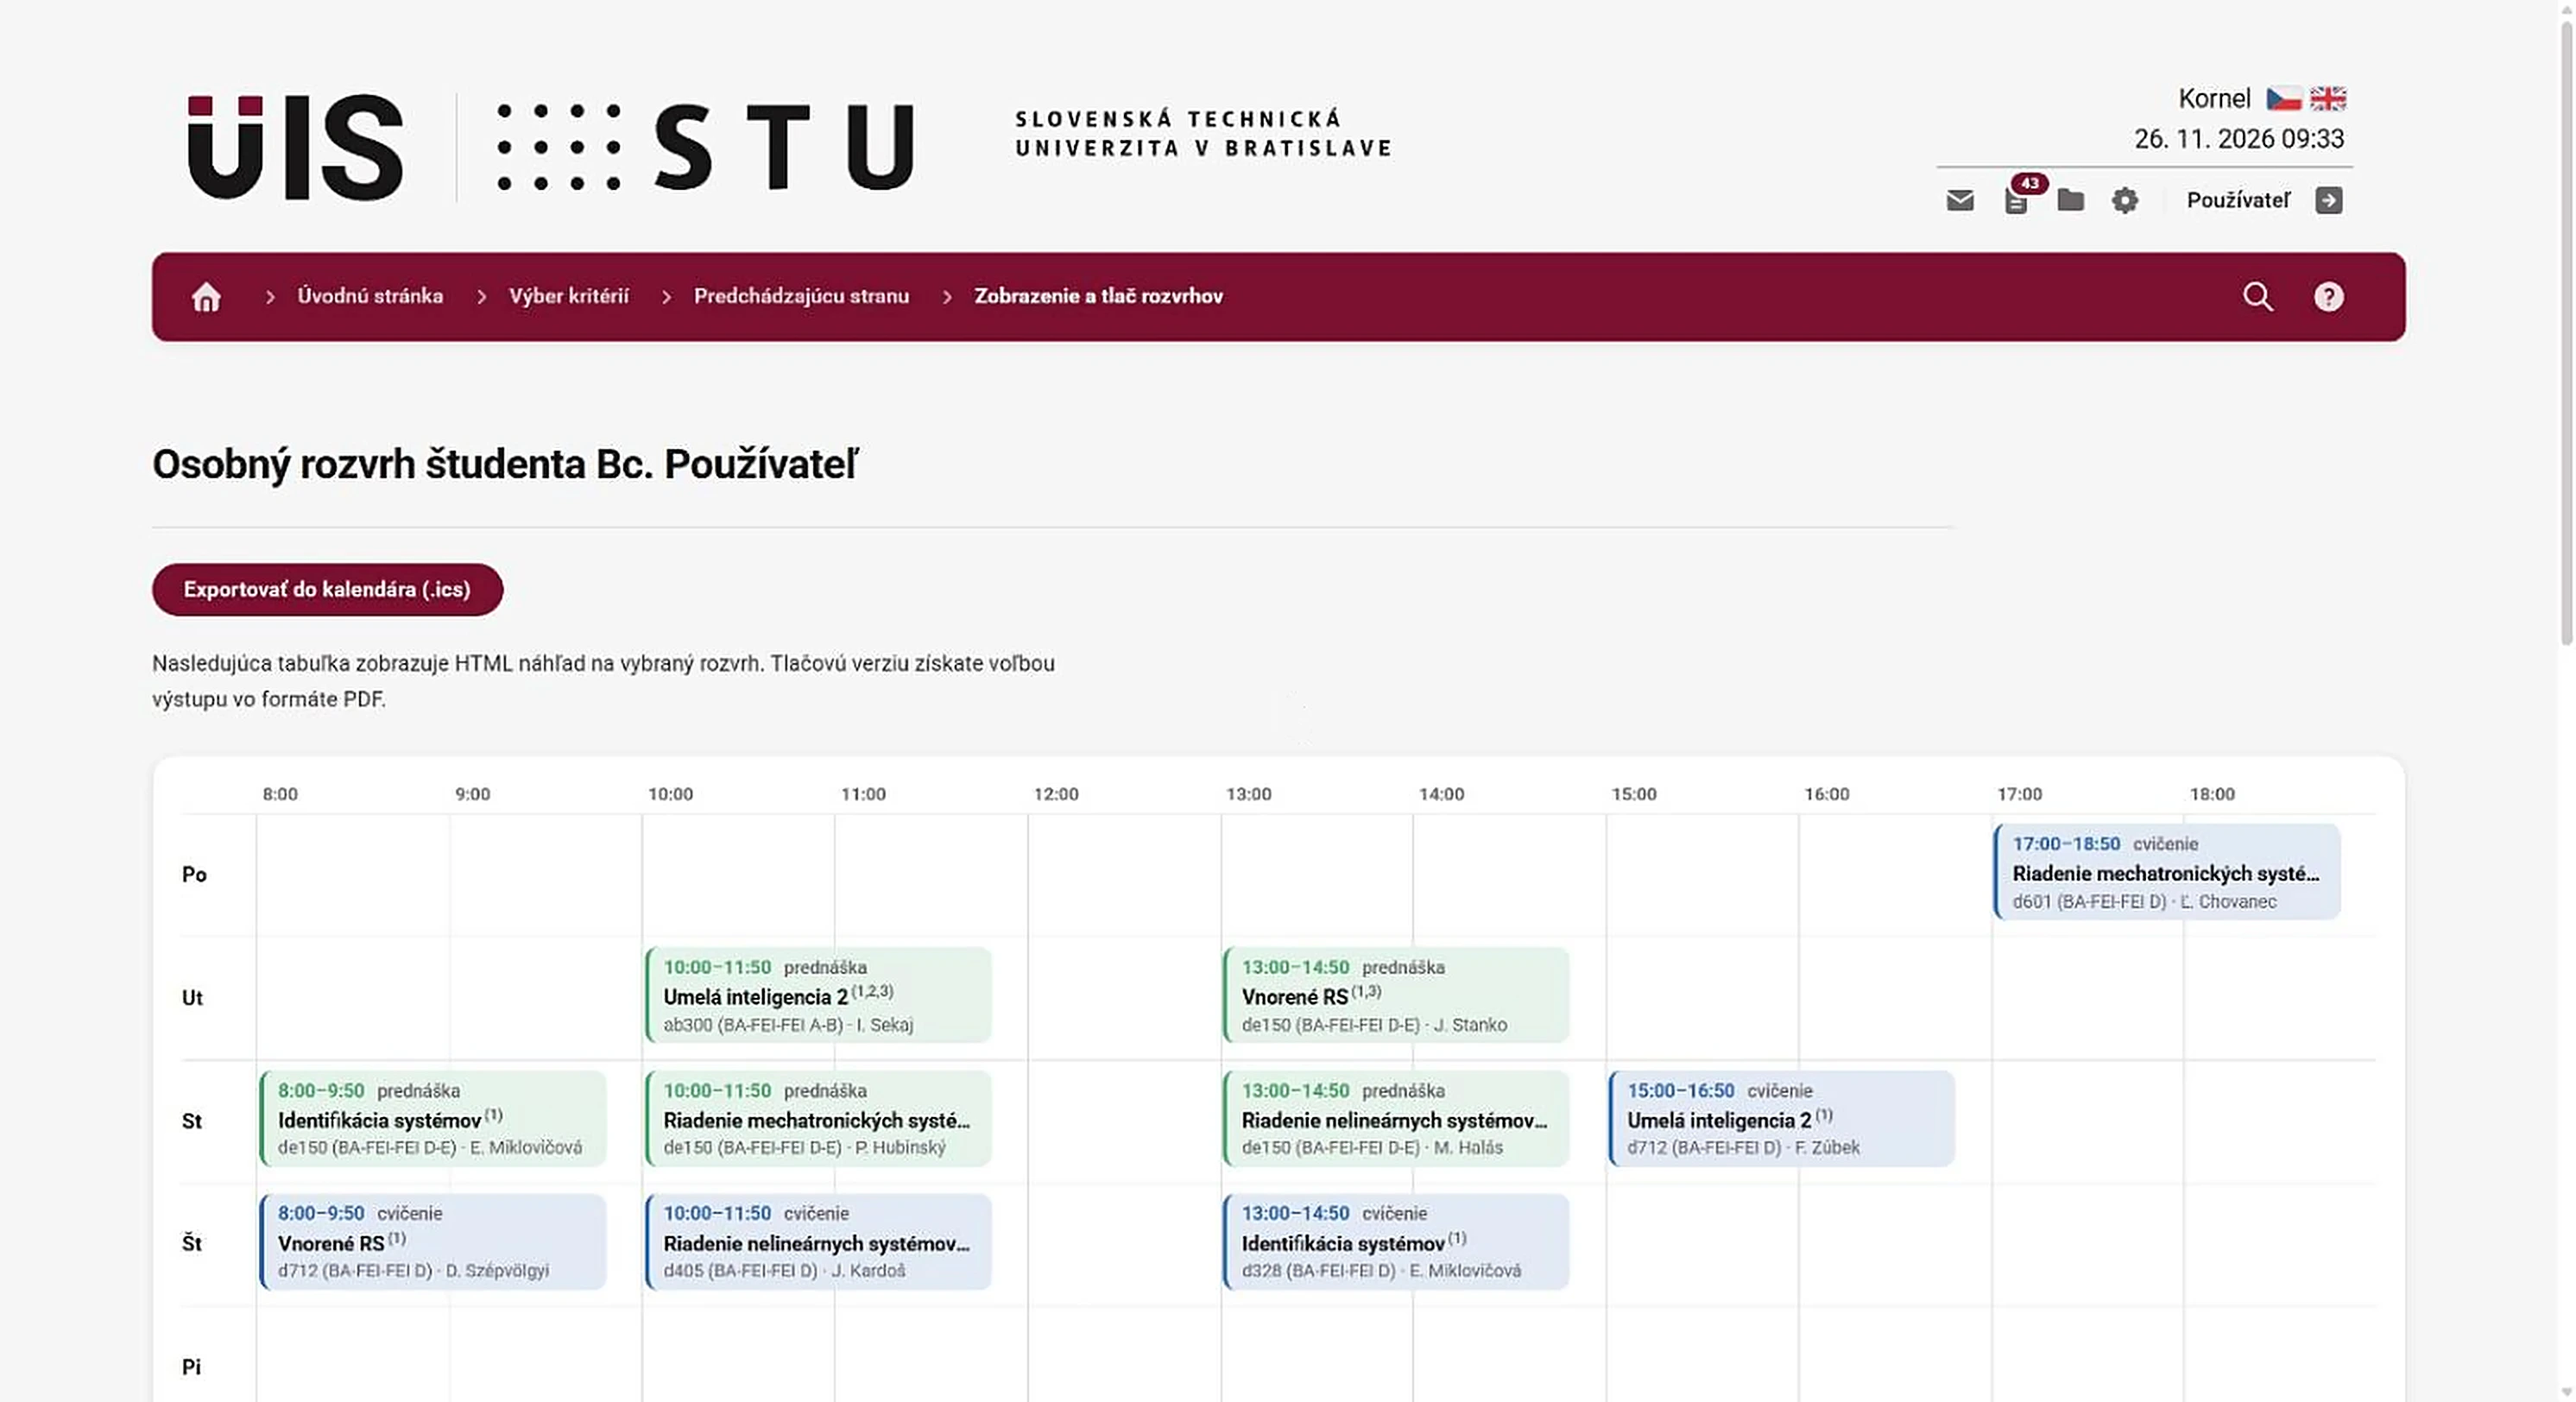 ÜIS
STU
SLOVENSKÁ TECHNICKÁ
UNIVERZITA V BRATISLAVE
Kornel
26. 11. 2026 09:33
43
Používateľ
Úvodnú stránka
Výber kritérií
Predchádzajúcu stranu
Zobrazenie a tlač rozvrhov
?
Osobný rozvrh študenta Bc. Používateľ
Exportovať do kalendára (.ics)
Nasledujúca tabuľka zobrazuje HTML náhľad na vybraný rozvrh. Tlačovú verziu získate voľbou
výstupu vo formáte PDF.
8:00 9:00 10:00 11:00 12:00 13:00 14:00 15:00 16:00 17:00 18:00
Po
17:00–18:50 cvičenie
Riadenie mechatronických systé...
d601 (BA-FEI-FEI D) · Ľ. Chovanec
Ut
10:00–11:50 prednáška
Umelá inteligencia 2 (1,2,3)
ab300 (BA-FEI-FEI A-B) · I. Sekaj
13:00–14:50 prednáška
Vnorené RS (1,3)
de150 (BA-FEI-FEI D-E) · J. Stanko
St
8:00–9:50 prednáška
Identifikácia systémov (1)
de150 (BA-FEI-FEI D-E) · E. Miklovičová
10:00–11:50 prednáška
Riadenie mechatronických systé...
de150 (BA-FEI-FEI D-E) · P. Hubinský
13:00–14:50 prednáška
Riadenie nelineárnych systémov...
de150 (BA-FEI-FEI D-E) · M. Halás
15:00–16:50 cvičenie
Umelá inteligencia 2 (1)
d712 (BA-FEI-FEI D) · F. Zúbek
Št
8:00–9:50 cvičenie
Vnorené RS (1)
d712 (BA-FEI-FEI D) · D. Szépvölgyi
10:00–11:50 cvičenie
Riadenie nelineárnych systémov...
d405 (BA-FEI-FEI D) · J. Kardoš
13:00–14:50 cvičenie
Identifikácia systémov (1)
d328 (BA-FEI-FEI D) · E. Miklovičová
Pi